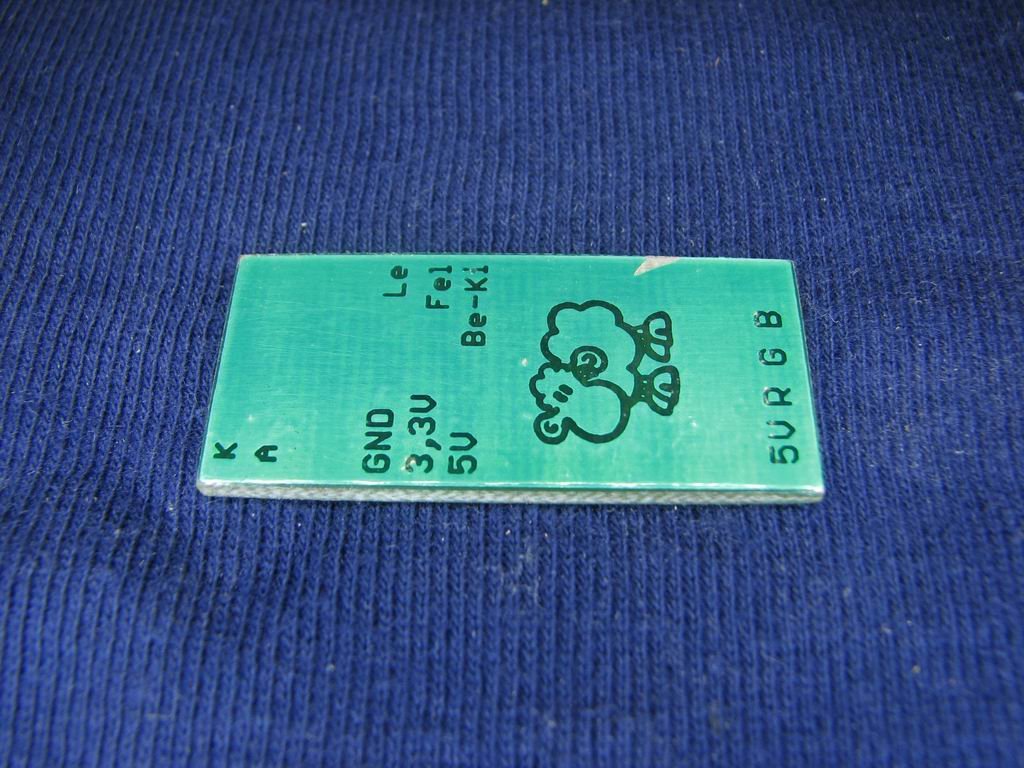 K
A
GND
3,3V
5V
Le
Fel
Be-Ki
5V R G B